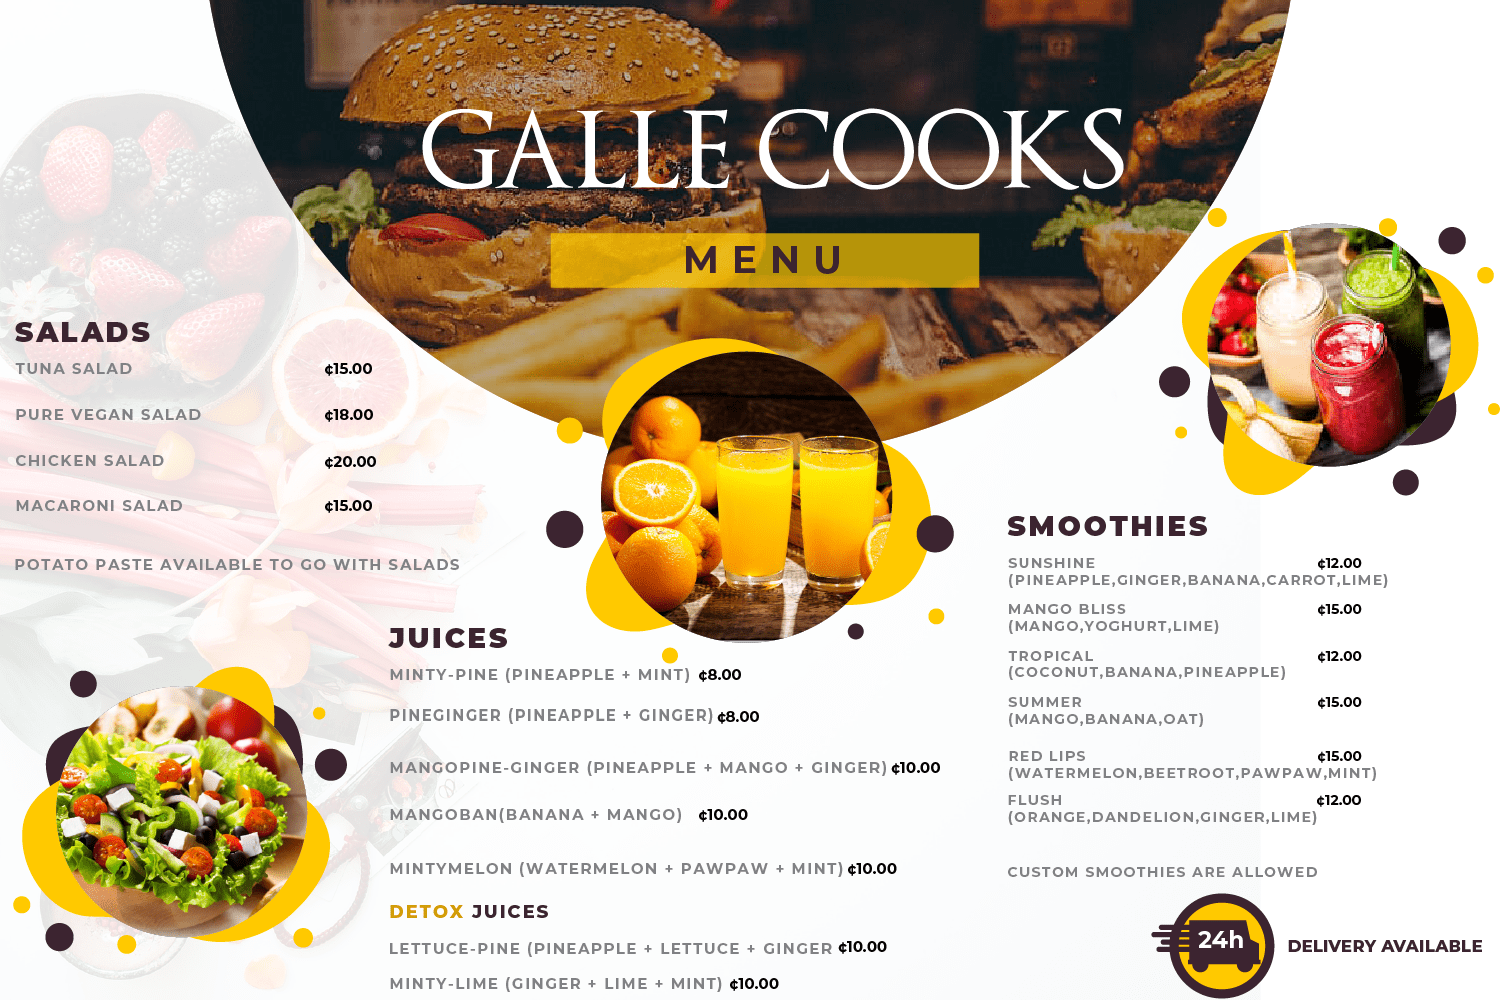 GALLE COOKS
MENU
SALADS
TUNA SALAD ¢15.00
PURE VEGAN SALAD ¢18.00
CHICKEN SALAD ¢20.00
MACARONI SALAD ¢15.00
POTATO PASTE AVAILABLE TO GO WITH SALADS
JUICES
MINTY-PINE (PINEAPPLE + MINT) ¢8.00
PINEGINGER (PINEAPPLE + GINGER) ¢8.00
MANGOPINE-GINGER (PINEAPPLE + MANGO + GINGER) ¢10.00
MANGOBAN(BANANA + MANGO) ¢10.00
MINTYMELON (WATERMELON + PAWPAW + MINT) ¢10.00
DETOX JUICES
LETTUCE-PINE (PINEAPPLE + LETTUCE + GINGER ¢10.00
MINTY-LIME (GINGER + LIME + MINT) ¢10.00
SMOOTHIES
SUNSHINE ¢12.00
(PINEAPPLE,GINGER,BANANA,CARROT,LIME)
MANGO BLISS ¢15.00
(MANGO,YOGHURT,LIME)
TROPICAL ¢12.00
(COCONUT,BANANA,PINEAPPLE)
SUMMER ¢15.00
(MANGO,BANANA,OAT)
RED LIPS ¢15.00
(WATERMELON,BEETROOT,PAWPAW,MINT)
FLUSH ¢12.00
(ORANGE,DANDELION,GINGER,LIME)
CUSTOM SMOOTHIES ARE ALLOWED
24h DELIVERY AVAILABLE